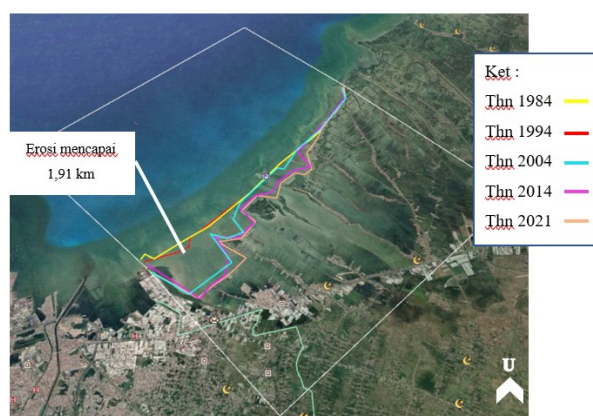 Erosi mencapai
1,91 km
Ket :
Thn 1984
Thn 1994
Thn 2004
Thn 2014
Thn 2021
U